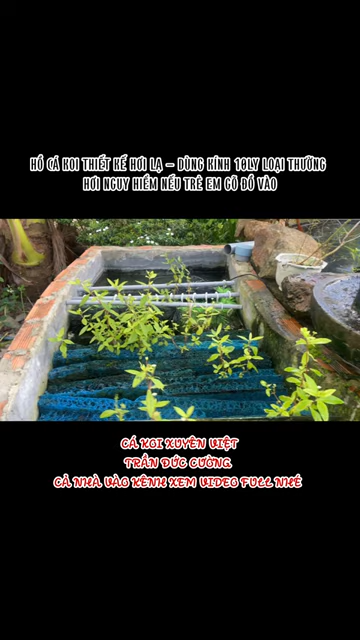 HỒ CÁ KOI THIẾT KẾ HƠI LẠ - DÙNG KÍNH 10LY LOẠI THƯỜNG
HƠI NGUY HIỂM NẾU TRẺ EM GÕ ĐỒ VÀO
CÁ KOI XUYÊN VIỆT
TRẦN ĐỨC CƯỜNG
CẢ NHÀ VÀO KÊNH XEM VIDEO FULL NHÉ